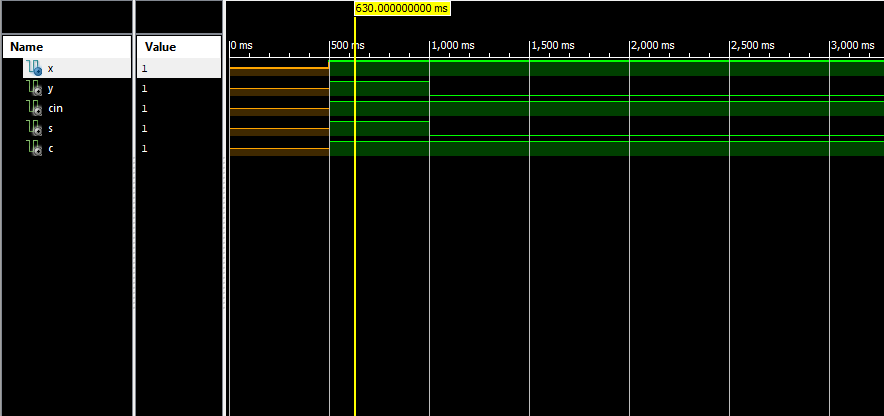 630.000000000 ms
Name Value
0 ms 500 ms 1,000 ms 1,500 ms 2,000 ms 2,500 ms 3,000 ms
x 1
y 1
cin 1
s 1
c 1